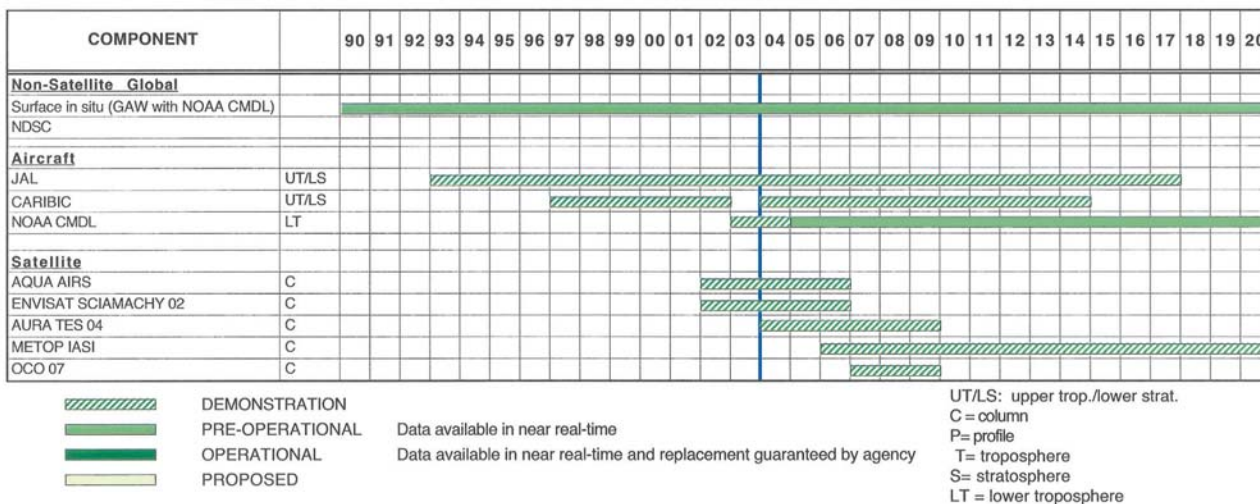 COMPONENT 90 91 92 93 94 95 96 97 98 99 00 01 02 03 04 05 06 07 08 09 10 11 12 13 14 15 16 17 18 19 20
Non-Satellite Global
Surface in situ (GAW with NOAA CMDL)
NDSC
Aircraft
JAL UT/LS
CARIBIC UT/LS
NOAA CMDL LT
Satellite
AQUA AIRS C
ENVISAT SCIAMACHY 02 C
AURA TES 04 C
METOP IASI C
OCO 07 C
DEMONSTRATION
PRE-OPERATIONAL Data available in near real-time
OPERATIONAL Data available in near real-time and replacement guaranteed by agency
PROPOSED
UT/LS: upper trop./lower strat.
C = column
P= profile
T= troposphere
S= stratosphere
LT = lower troposphere